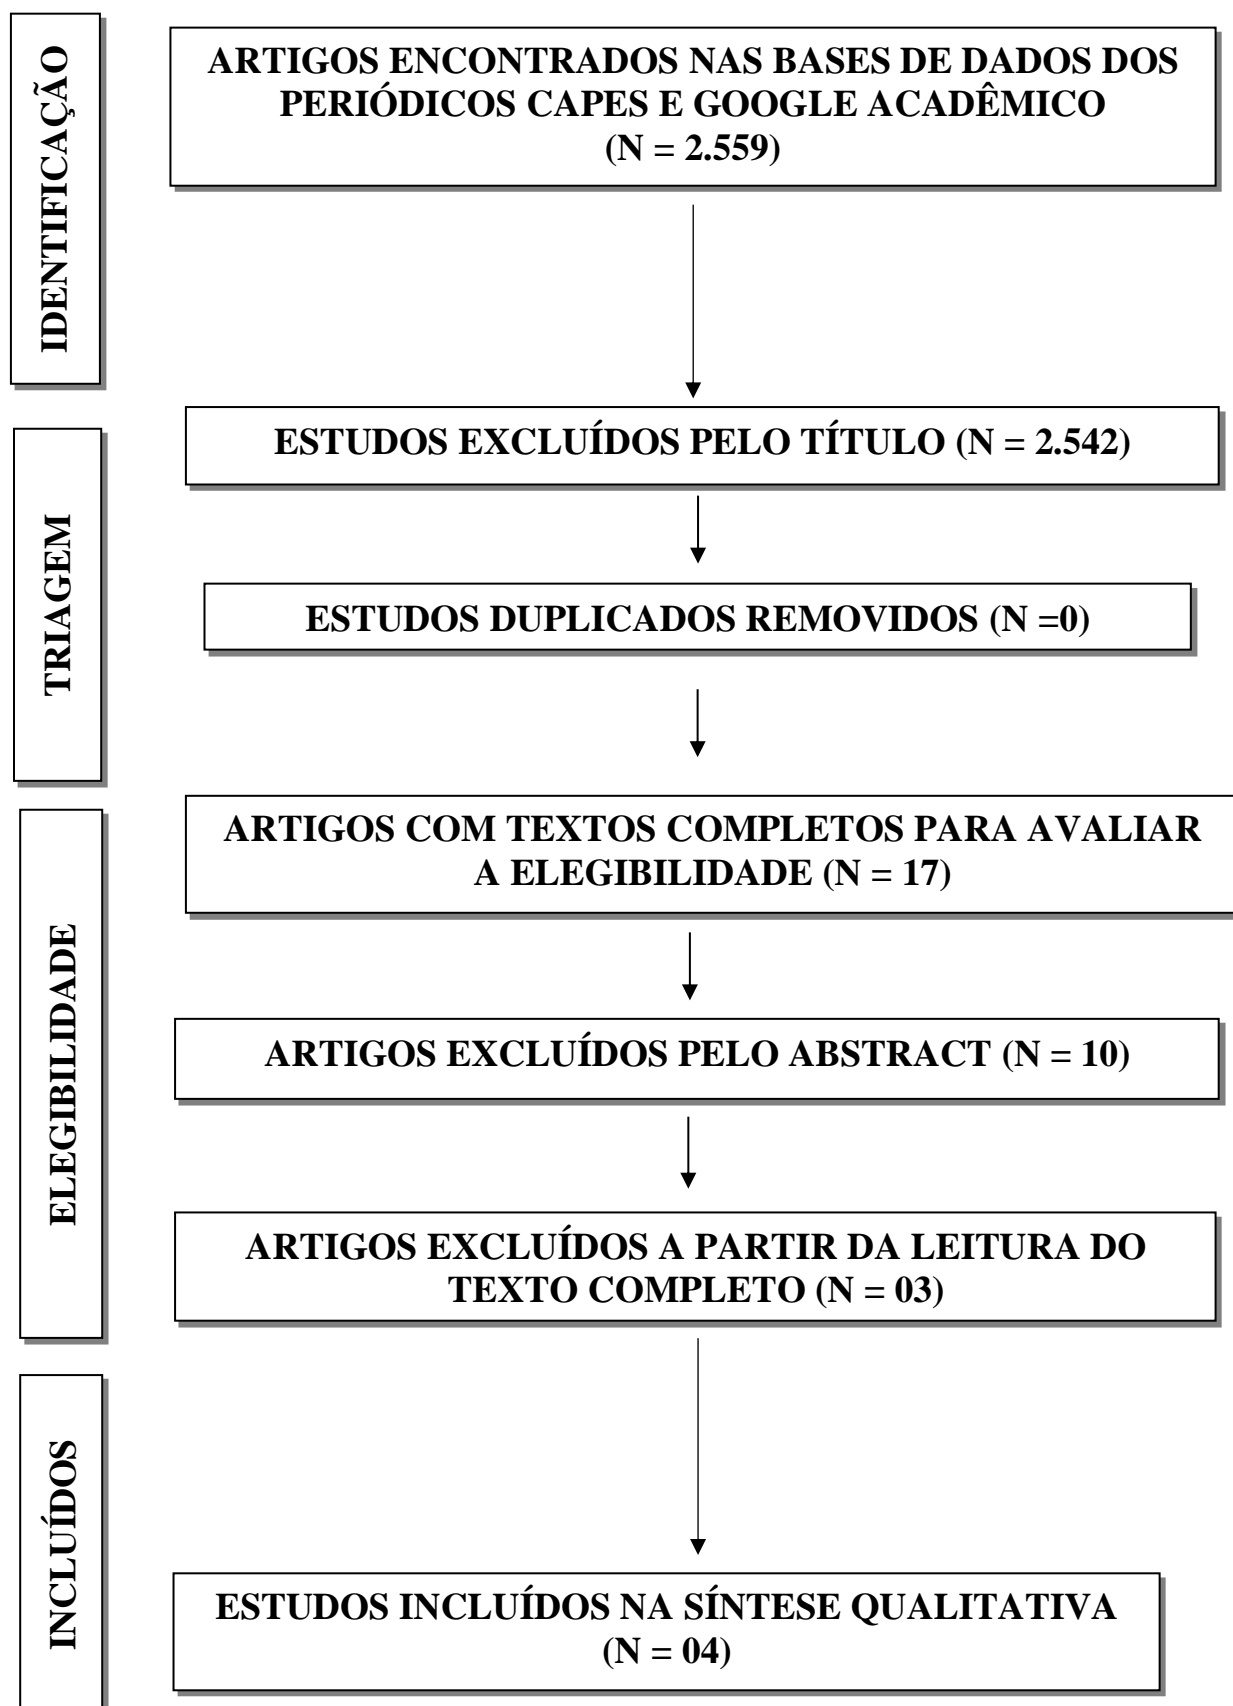 IDENTIFICAÇÃO
ARTIGOS ENCONTRADOS NAS BASES DE DADOS DOS
PERIÓDICOS CAPES E GOOGLE ACADÊMICO
(N = 2.559)
TRIAGEM
ESTUDOS EXCLUÍDOS PELO TÍTULO (N = 2.542)
ESTUDOS DUPLICADOS REMOVIDOS (N =0)
ELEGIBILIDADE
ARTIGOS COM TEXTOS COMPLETOS PARA AVALIAR
A ELEGIBILIDADE (N = 17)
ARTIGOS EXCLUÍDOS PELO ABSTRACT (N = 10)
ARTIGOS EXCLUÍDOS A PARTIR DA LEITURA DO
TEXTO COMPLETO (N = 03)
INCLUÍDOS
ESTUDOS INCLUÍDOS NA SÍNTESE QUALITATIVA
(N = 04)